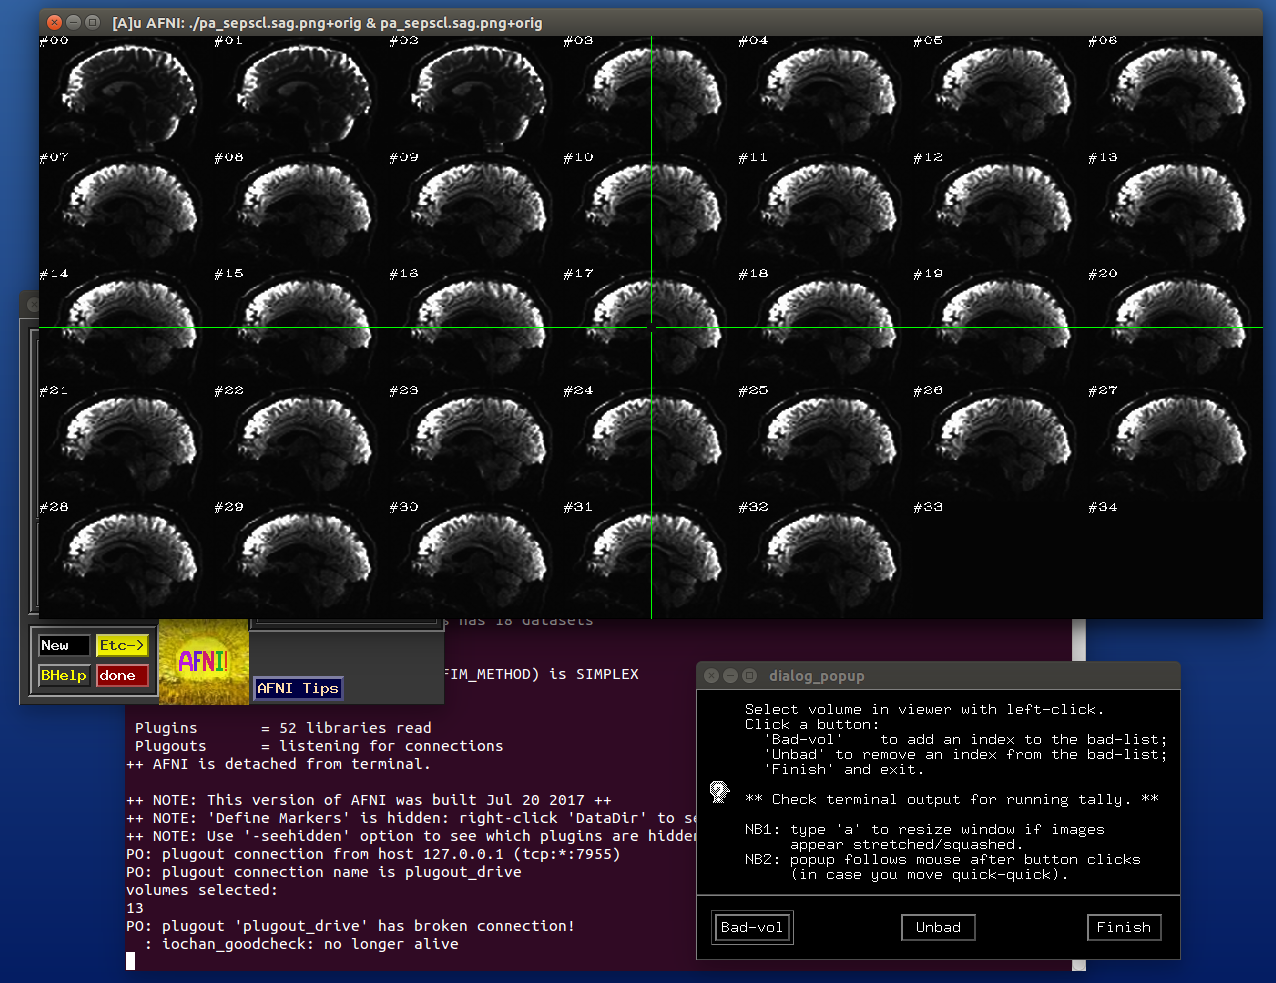 [A]u AFNI: ./pa_sepscl.sag.png+orig & pa_sepscl.sag.png+orig
#00 #01 #02 #03 #04 #05 #06
#07 #08 #09 #10 #11 #12 #13
#14 #15 #16 #17 #18 #19 #20
#21 #22 #23 #24 #25 #26 #27
#28 #29 #30 #31 #32 #33 #34
New Etc->
BHelp done
AFNI!
AFNI Tips
s has 18 datasets
FIM_METHOD) is SIMPLEX
Plugins = 52 libraries read
Plugouts = listening for connections
++ AFNI is detached from terminal.
++ NOTE: This version of AFNI was built Jul 20 2017 ++
++ NOTE: 'Define Markers' is hidden: right-click 'DataDir' to se
++ NOTE: Use '-seehidden' option to see which plugins are hidden
PO: plugout connection from host 127.0.0.1 (tcp:*:7955)
PO: plugout connection name is plugout_drive
volumes selected:
13
PO: plugout 'plugout_drive' has broken connection!
: iochan_goodcheck: no longer alive
dialog_popup
Select volume in viewer with left-click.
Click a button:
'Bad-vol' to add an index to the bad-list;
'Unbad' to remove an index from the bad-list;
'Finish' and exit.
** Check terminal output for running tally. **
NB1: type 'a' to resize window if images
appear stretched/squashed.
NB2: popup follows mouse after button clicks
(in case you move quick-quick).
Bad-vol Unbad Finish